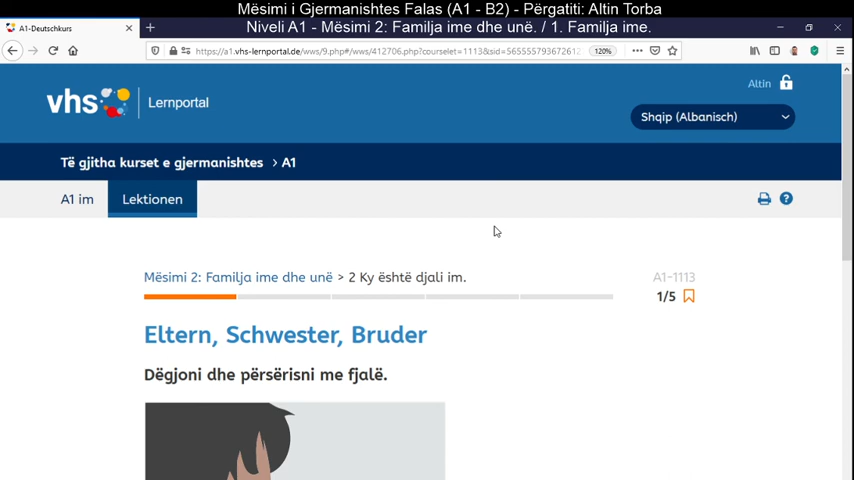 Mësimi i Gjermanishtes Falas (A1 - B2) - Përgatiti: Altin Torba
Niveli A1 - Mësimi 2: Familja ime dhe unë. / 1. Familja ime.
A1-Deutschkurs
https://a1.vhs-lernportal.de/wws/9.php#/wws/412706.php?courselet=1113&sid=565555793672612
120%
Altin
vhs Lernportal
Shqip (Albanisch)
Të gjitha kurset e gjermanishtes > A1
A1 im
Lektionen
Mësimi 2: Familja ime dhe unë > 2 Ky është djali im.
A1-1113
1/5
Eltern, Schwester, Bruder
Dëgjoni dhe përsërisni me fjalë.